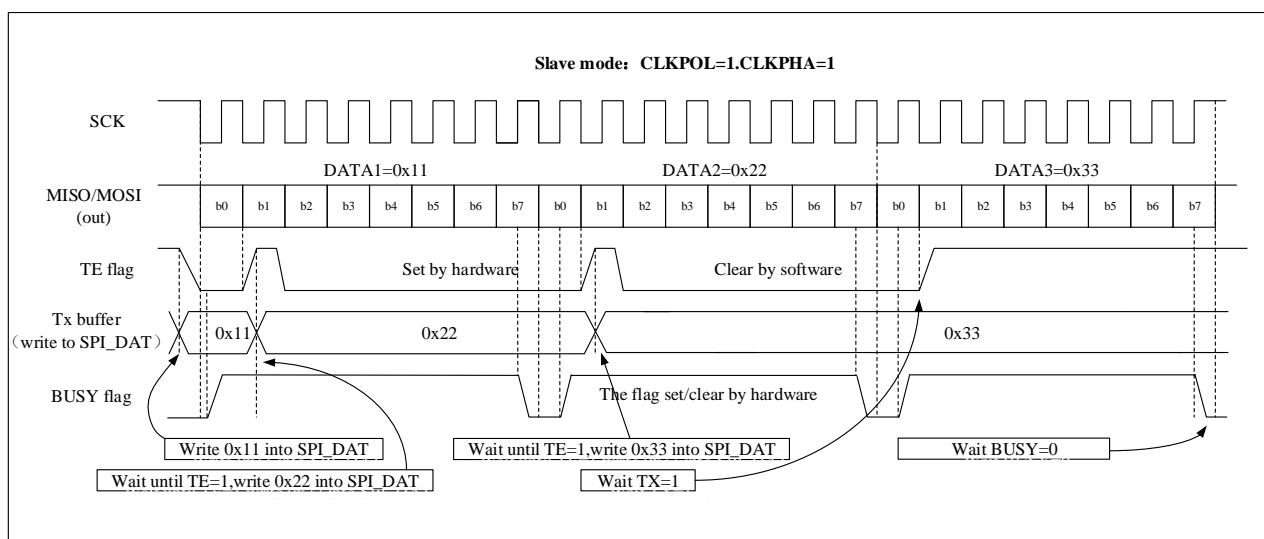 Slave mode：CLKPOL=1.CLKPHA=1
SCK
DATA1=0x11 DATA2=0x22 DATA3=0x33
MISO/MOSI
(out)
b0 b1 b2 b3 b4 b5 b6 b7 b0 b1 b2 b3 b4 b5 b6 b7 b0 b1 b2 b3 b4 b5 b6 b7
TE flag Set by hardware Clear by software
Tx buffer
（write to SPI_DAT） 0x11 0x22 0x33
BUSY flag The flag set/clear by hardware
Write 0x11 into SPI_DAT Wait until TE=1,write 0x33 into SPI_DAT Wait BUSY=0
Wait until TE=1,write 0x22 into SPI_DAT Wait TX=1